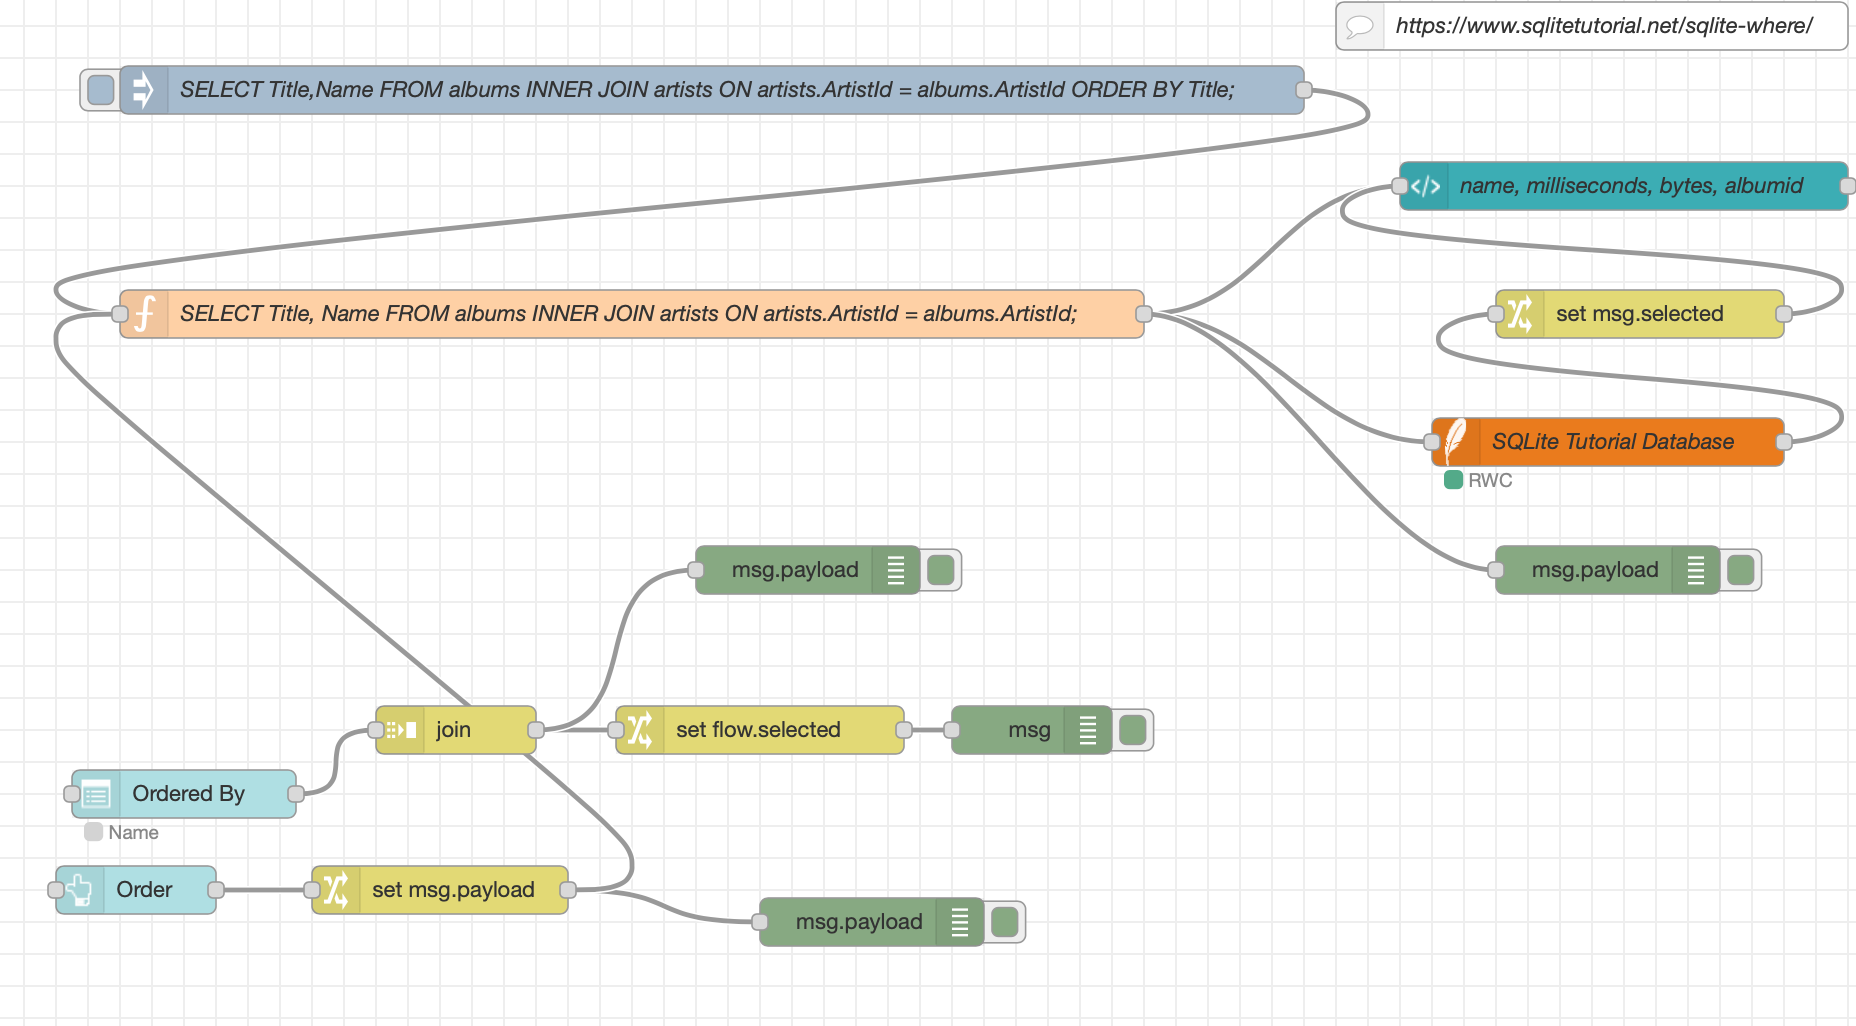 https://www.sqlitetutorial.net/sqlite-where/
SELECT Title,Name FROM albums INNER JOIN artists ON artists.ArtistId = albums.ArtistId ORDER BY Title;
name, milliseconds, bytes, albumid
SELECT Title, Name FROM albums INNER JOIN artists ON artists.ArtistId = albums.ArtistId;
set msg.selected
SQLite Tutorial Database
RWC
msg.payload
msg.payload
join
set flow.selected
msg
Ordered By
Name
Order
set msg.payload
msg.payload